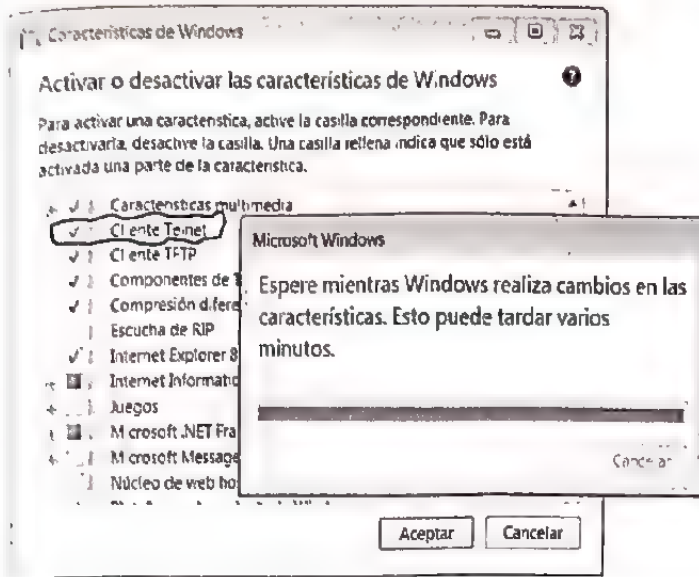 Características de Windows
Activar o desactivar las características de Windows
Para activar una característica, active la casilla correspondiente. Para
desactivarla, desactive la casilla. Una casilla rellena indica que sólo está
activada una parte de la característica.
Características multimedia
Cliente Telnet
Cliente TFTP
Componentes de
Compresión difere
Escucha de RIP
Internet Explorer 8
Internet Informatio
Juegos
Microsoft .NET Fra
Microsoft Message
Núcleo de web hos
Microsoft Windows
Espere mientras Windows realiza cambios en las
características. Esto puede tardar varios
minutos.
Cancelar
Aceptar
Cancelar